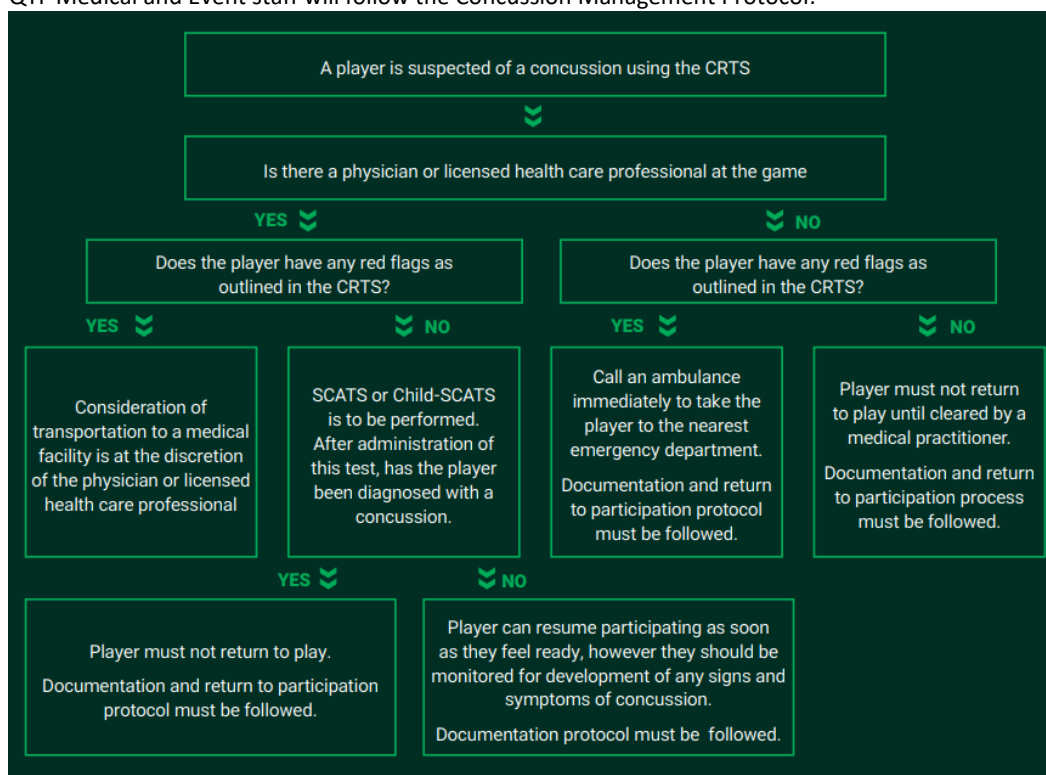 QTF Medical and Event staff will follow the Concussion Management Protocol.
A player is suspected of a concussion using the CRTS
Is there a physician or licensed health care professional at the game
YES
NO
Does the player have any red flags as
outlined in the CRTS?
Does the player have any red flags as
outlined in the CRTS?
YES
NO
YES
NO
Consideration of
transportation to a medical
facility is at the discretion
of the physician or licensed
health care professional
SCATS or Child-SCATS
is to be performed.
After administration of
this test, has the player
been diagnosed with a
concussion.
Call an ambulance
immediately to take the
player to the nearest
emergency department.
Documentation and return
to participation protocol
must be followed.
Player must not return
to play until cleared by a
medical practitioner.
Documentation and return
to participation process
must be followed.
YES
NO
Player must not return to play.
Documentation and return to participation
protocol must be followed.
Player can resume participating as soon
as they feel ready, however they should be
monitored for development of any signs and
symptoms of concussion.
Documentation protocol must be followed.